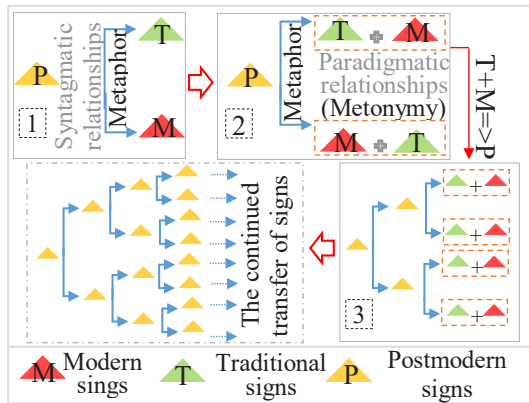 P
Syntagmatic
relationships
Metaphor
T
M
1
P
Metaphor
T + M
Paradigmatic
relationships
(Metonymy)
M + T
2
T+M=>P
The continued
transfer of signs
+
+
+
+
3
M Modern
sings
T Traditional
signs
P Postmodern
signs